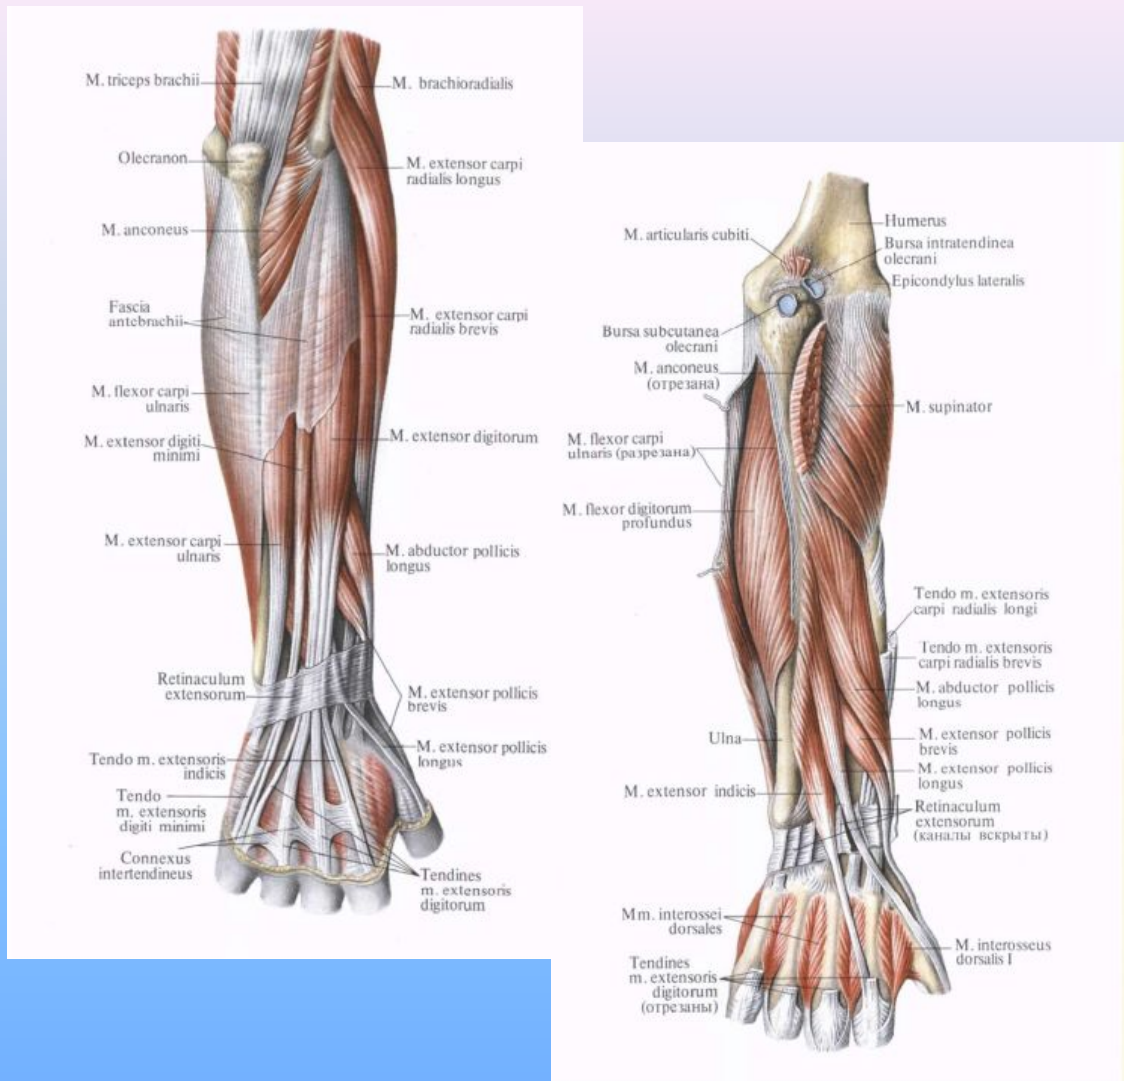 M. triceps brachii
Olecranon
M. anconeus
Fascia
antebrachii
M. flexor carpi
ulnaris
M. extensor digiti
minimi
M. extensor carpi
ulnaris
Retinaculum
extensorum
Tendo m. extensoris
indicis
Tendo
m. extensoris
digiti minimi
Connexus
intertendineus
M. brachioradialis
M. extensor carpi
radialis longus
M. extensor carpi
radialis brevis
M. extensor digitorum
M. abductor pollicis
longus
M. extensor pollicis
brevis
M. extensor pollicis
longus
Tendines
m. extensoris
digitorum
M. articularis cubiti
Bursa subcutanea
olecrani
M. anconeus
(отрезана)
M. flexor carpi
ulnaris (разрезана)
M. flexor digitorum
profundus
Ulna
M. extensor indicis
Mm. interossei
dorsales
Tendines
m. extensoris
digitorum
(отрезаны)
Humerus
Bursa intratendinea
olecrani
Epicondylus lateralis
M. supinator
Tendo m. extensoris
carpi radialis longi
Tendo m. extensoris
carpi radialis brevis
M. abductor pollicis
longus
M. extensor pollicis
brevis
M. extensor pollicis
longus
Retinaculum
extensorum
(каналы вскрыты)
M. interosseus
dorsalis I